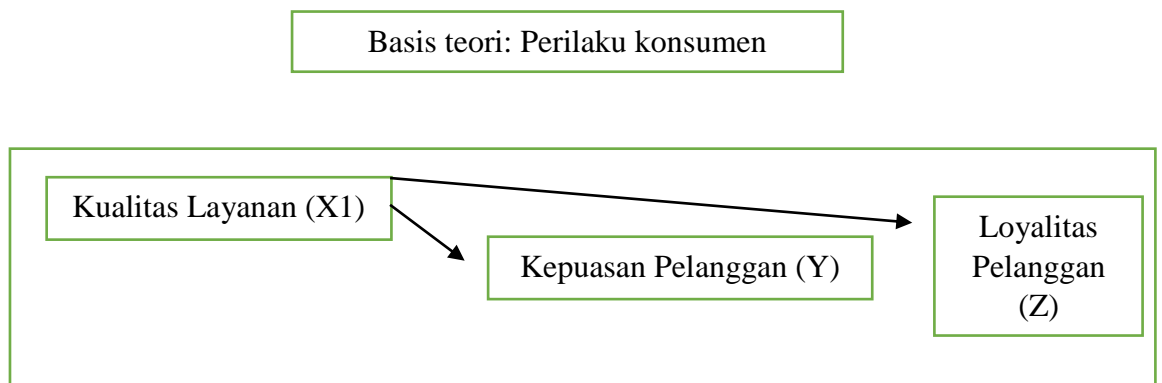 Basis teori: Perilaku konsumen
Kualitas Layanan (X1)
Kepuasan Pelanggan (Y)
Loyalitas
Pelanggan
(Z)